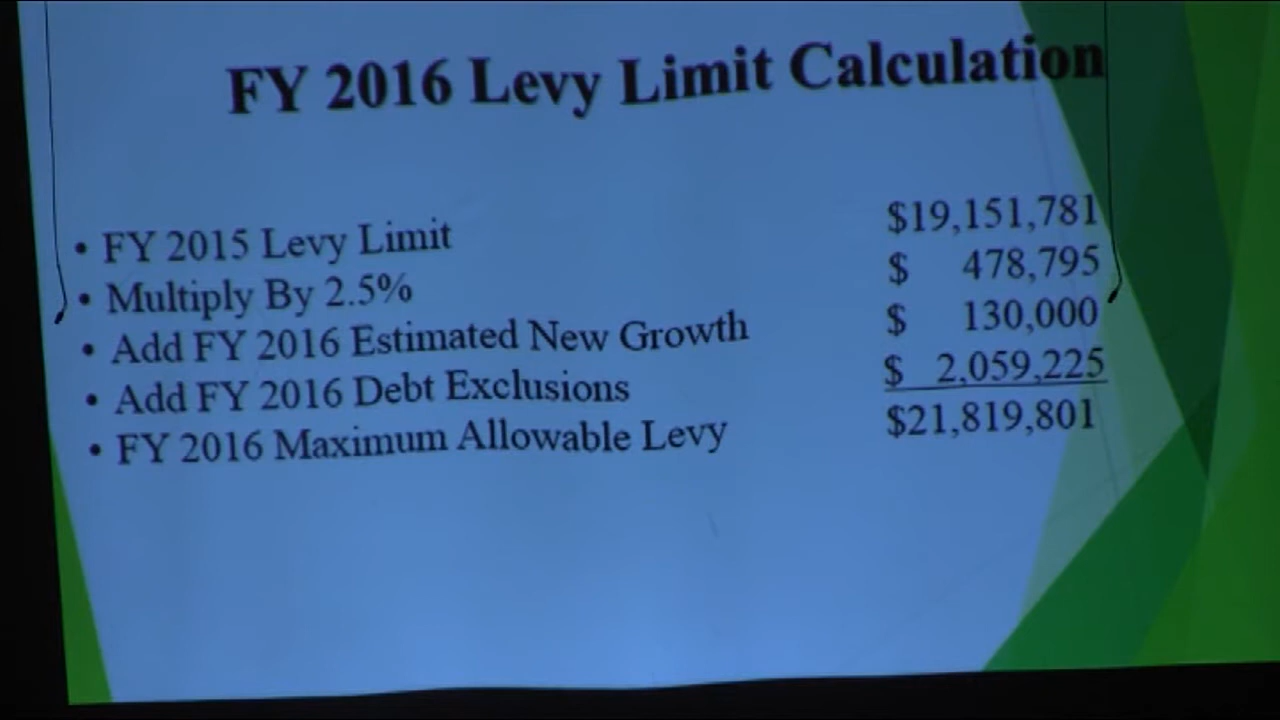 FY 2016 Levy Limit Calculation
• FY 2015 Levy Limit $19,151,781
• Multiply By 2.5% $ 478,795
• Add FY 2016 Estimated New Growth $ 130,000
• Add FY 2016 Debt Exclusions $ 2,059,225
• FY 2016 Maximum Allowable Levy $21,819,801